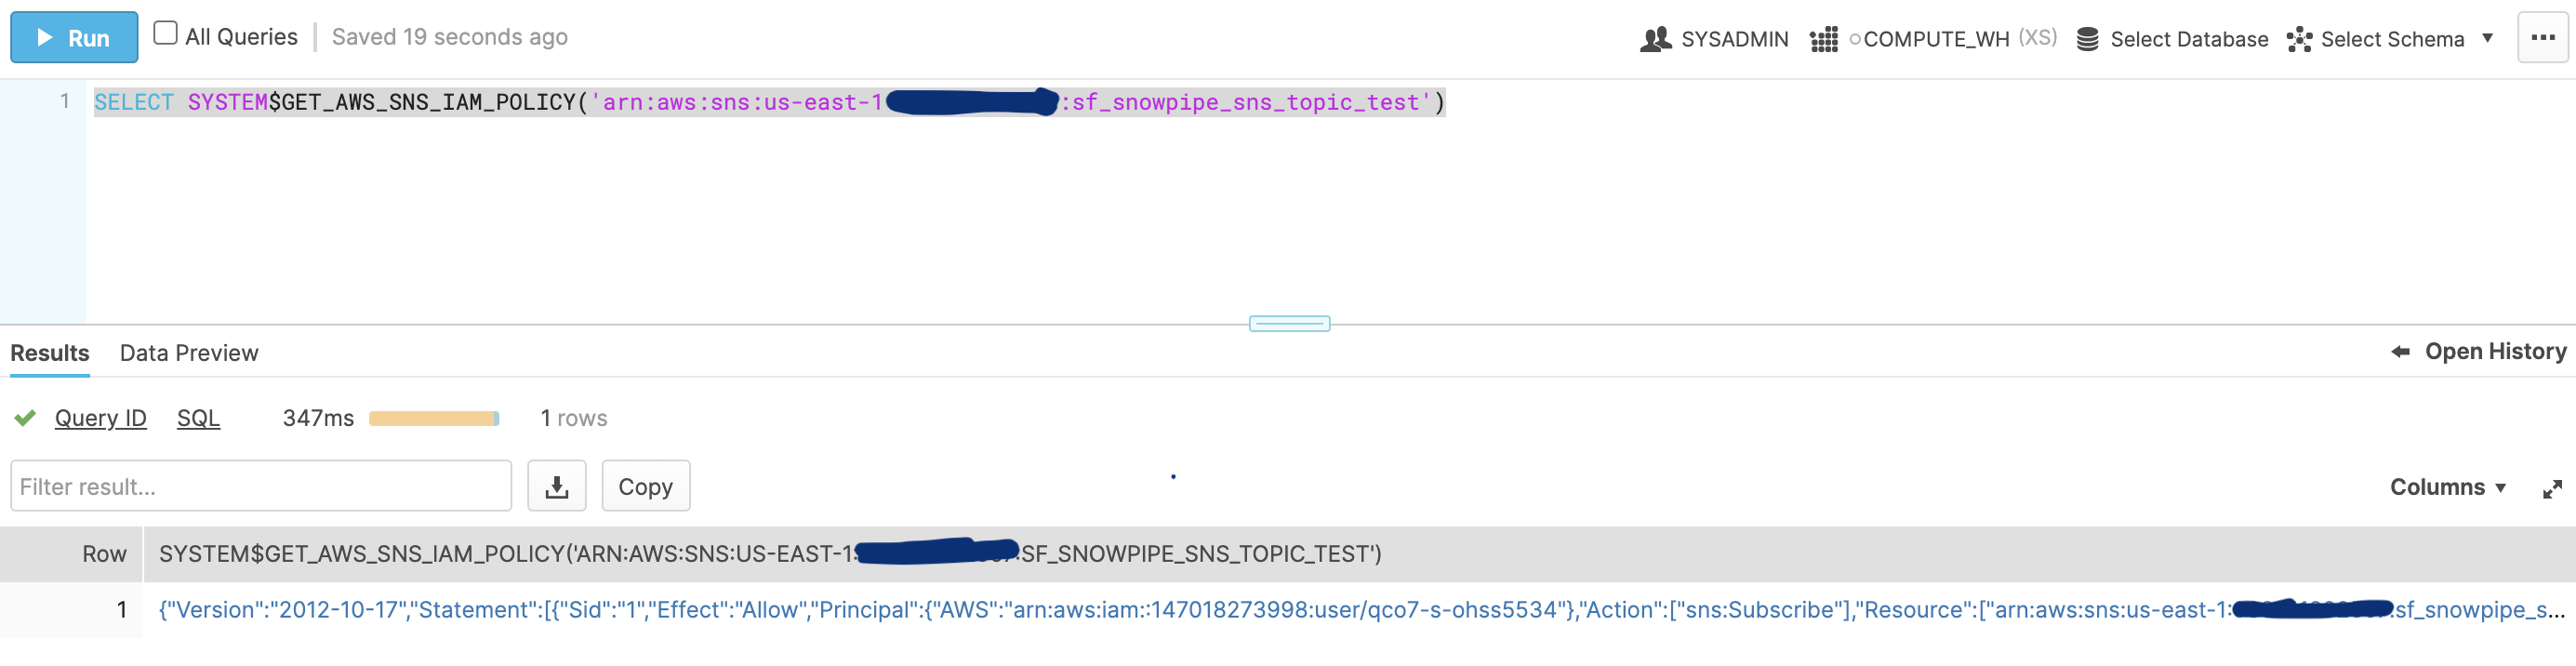 Run All Queries Saved 19 seconds ago SYSADMIN COMPUTE_WH (XS) Select Database Select Schema
1 SELECT SYSTEM$GET_AWS_SNS_IAM_POLICY('arn:aws:sns:us-east-1 :sf_snowpipe_sns_topic_test')
Results Data Preview Open History
Query ID SQL 347ms 1 rows
Filter result... Copy Columns
Row SYSTEM$GET_AWS_SNS_IAM_POLICY('ARN:AWS:SNS:US-EAST-1: :SF_SNOWPIPE_SNS_TOPIC_TEST')
1 {"Version":"2012-10-17","Statement":[{"Sid":"1","Effect":"Allow","Principal":{"AWS":"arn:aws:iam::147018273998:user/qco7-s-ohss5534"},"Action":["sns:Subscribe"],"Resource":["arn:aws:sns:us-east-1: :sf_snowpipe_s...